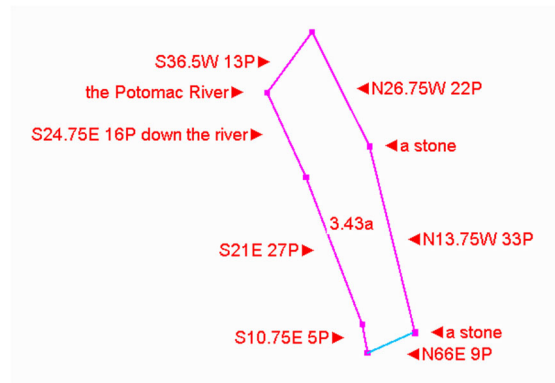 S36.5W 13P►
the Potomac River►
◄N26.75W 22P
S24.75E 16P down the river►
◄a stone
3.43a
◄N13.75W 33P
S21E 27P►
S10.75E 5P►
◄a stone
◄N66E 9P